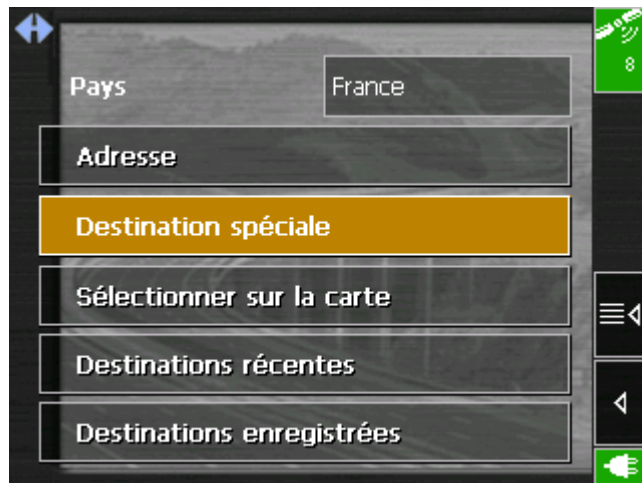 Pays
France
8
Adresse
Destination spéciale
Sélectionner sur la carte
Destinations récentes
Destinations enregistrées